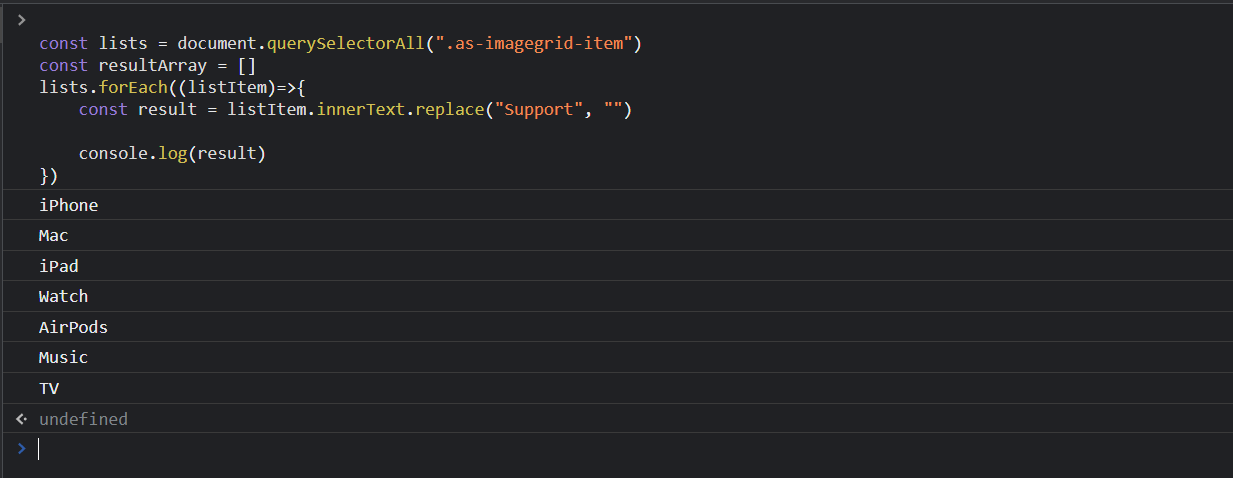 const lists = document.querySelectorAll(".as-imagegrid-item")
const resultArray = []
lists.forEach((listItem)=>{
    const result = listItem.innerText.replace("Support", "")
    console.log(result)
})
iPhone
Mac
iPad
Watch
AirPods
Music
TV
undefined